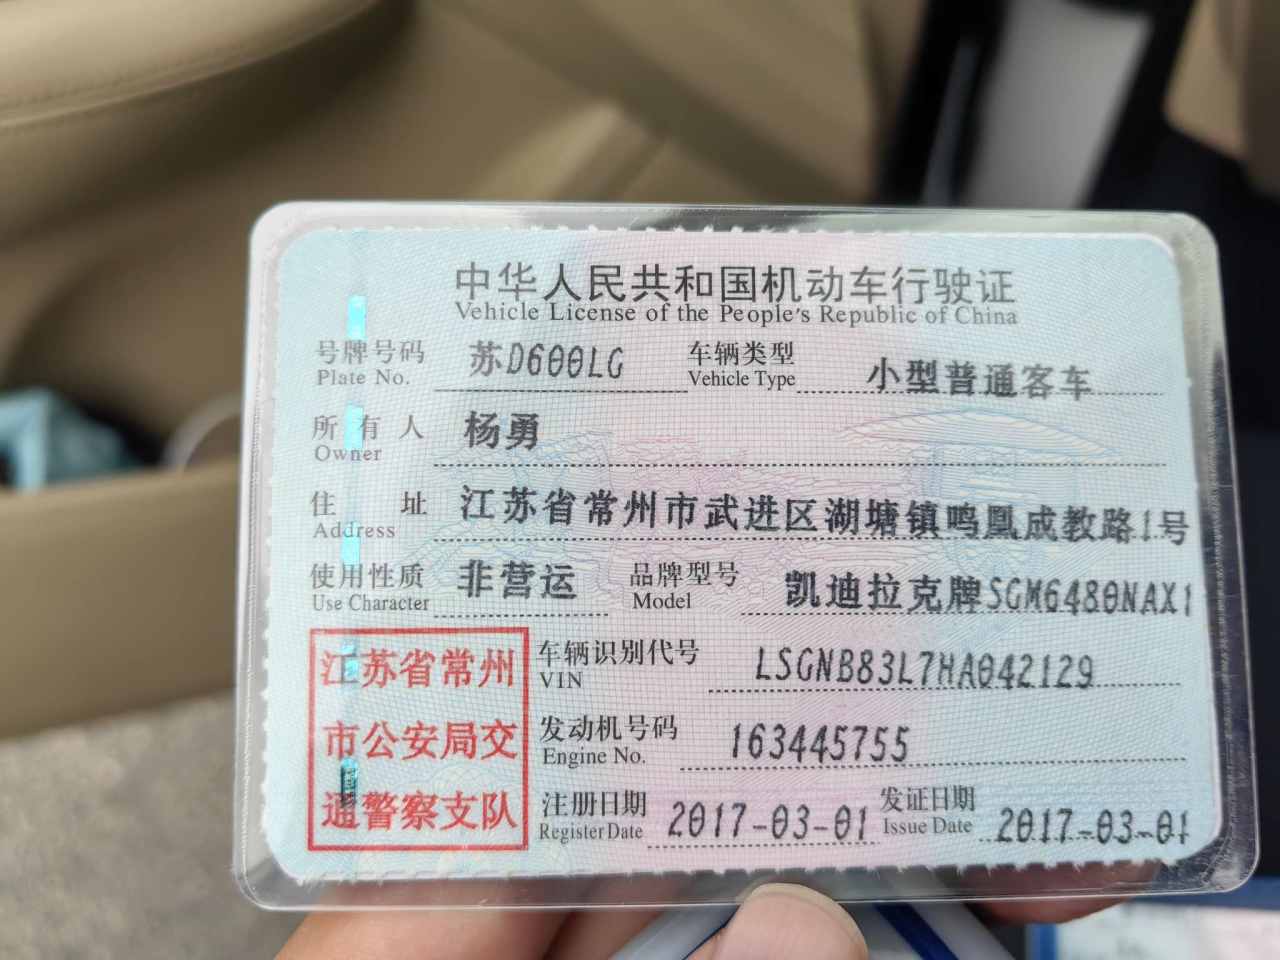 中华人民共和国机动车行驶证
Vehicle License of the People's Republic of China
号牌号码 苏D600LG 车辆类型 小型普通客车
Plate No. Vehicle Type
所有人 杨勇
Owner
住址 江苏省常州市武进区湖塘镇鸣凰成教路1号
Address
使用性质 非营运 品牌型号 凯迪拉克牌SGM6480NAX1
Use Character Model
江苏省常州
市公安局交
通警察支队
车辆识别代号 LSGNB83L7HA042129
VIN
发动机号码 163445755
Engine No.
注册日期 2017-03-01 发证日期 2017-03-01
Register Date Issue Date